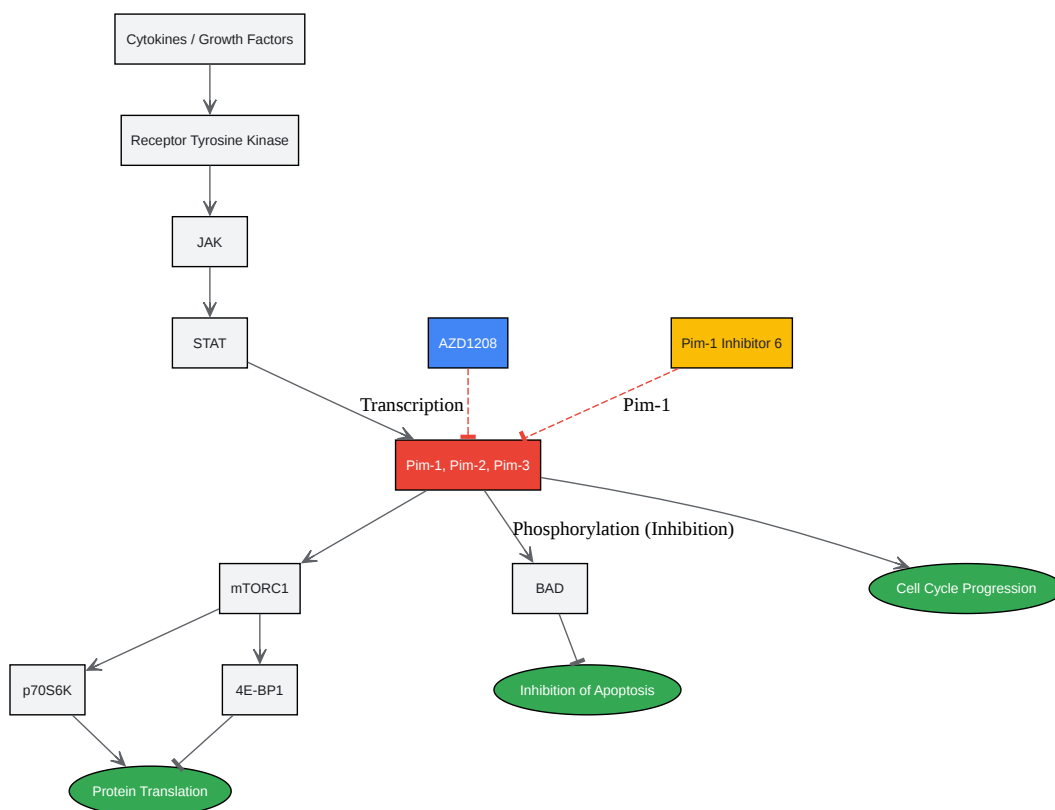 Cytokines / Growth Factors
Receptor Tyrosine Kinase
JAK
STAT
AZD1208
Pim-1 Inhibitor 6
Transcription
Pim-1
Pim-1, Pim-2, Pim-3
Phosphorylation (Inhibition)
mTORC1
BAD
Cell Cycle Progression
p70S6K
4E-BP1
Inhibition of Apoptosis
Protein Translation